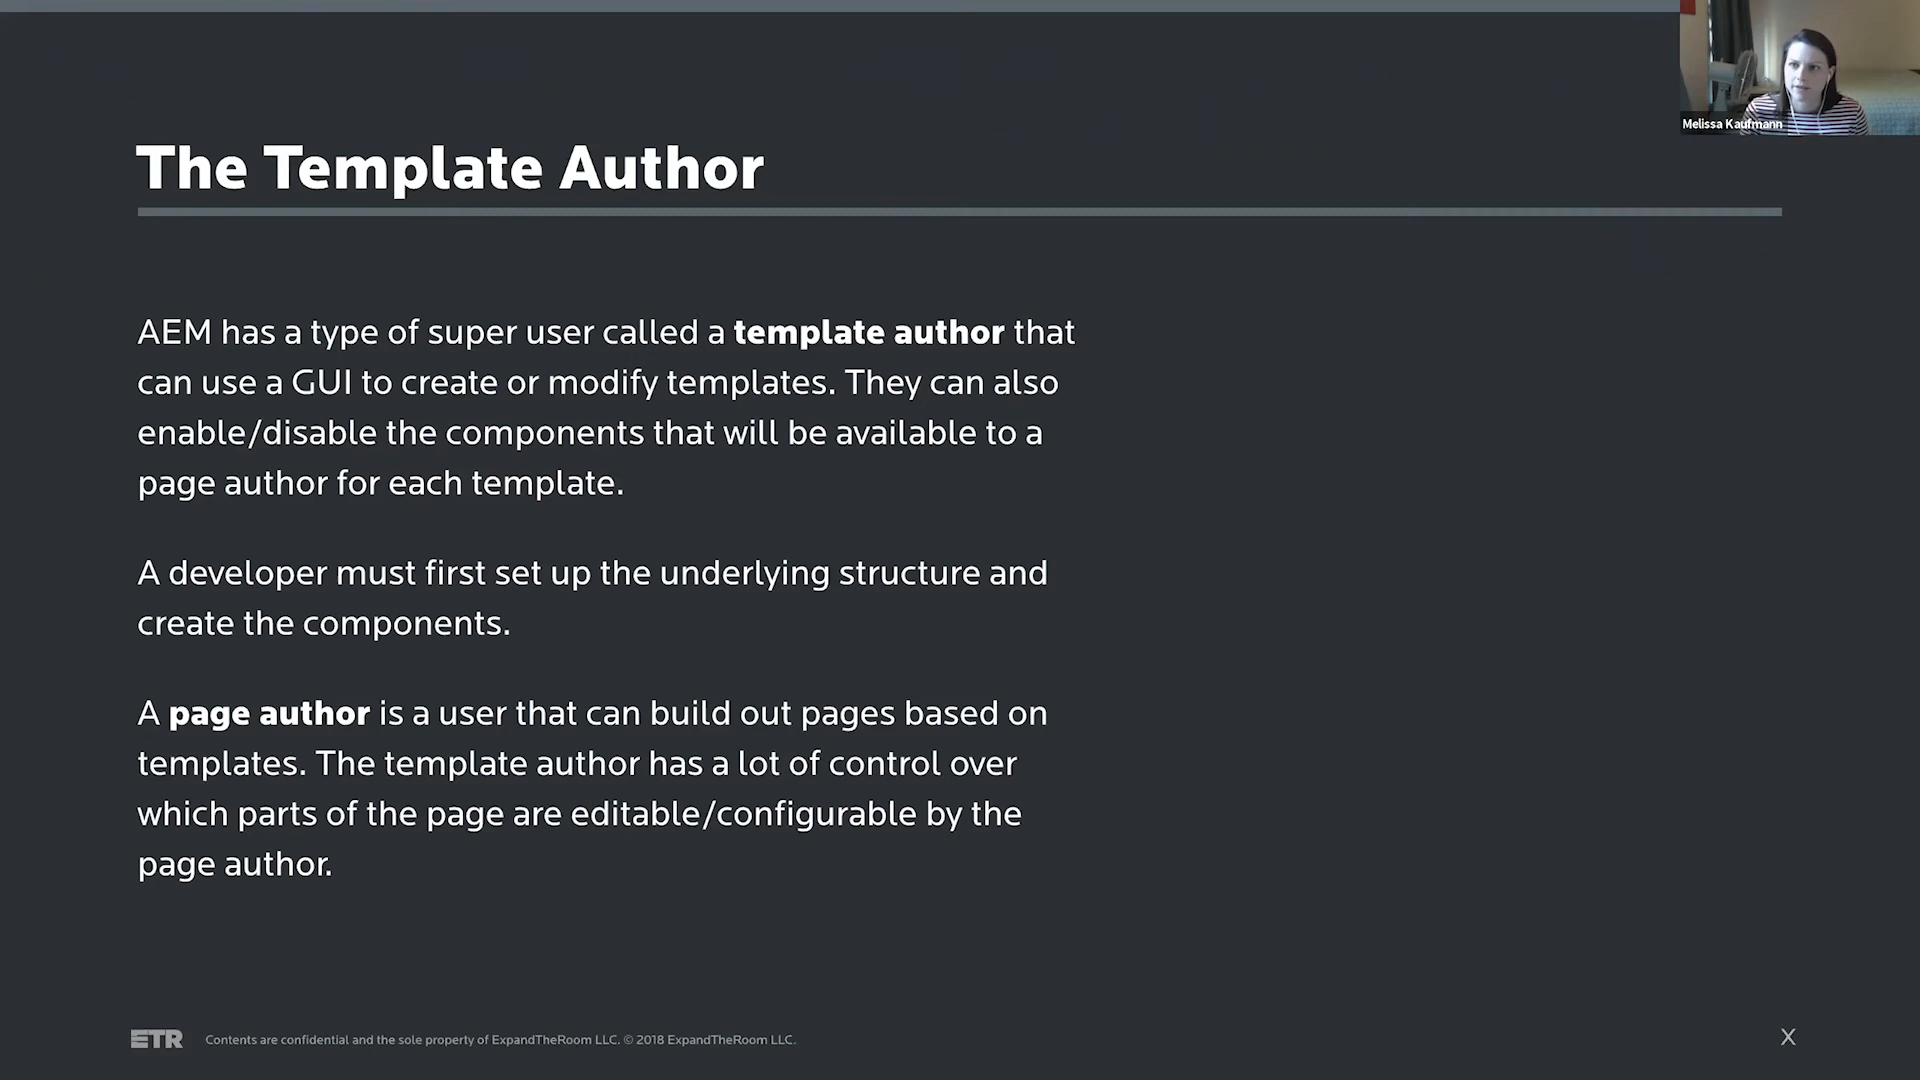 Melissa Kaufmann
The Template Author
AEM has a type of super user called a template author that
can use a GUI to create or modify templates. They can also
enable/disable the components that will be available to a
page author for each template.
A developer must first set up the underlying structure and
create the components.
A page author is a user that can build out pages based on
templates. The template author has a lot of control over
which parts of the page are editable/configurable by the
page author.
ETR Contents are confidential and the sole property of ExpandTheRoom LLC. © 2018 ExpandTheRoom LLC. X